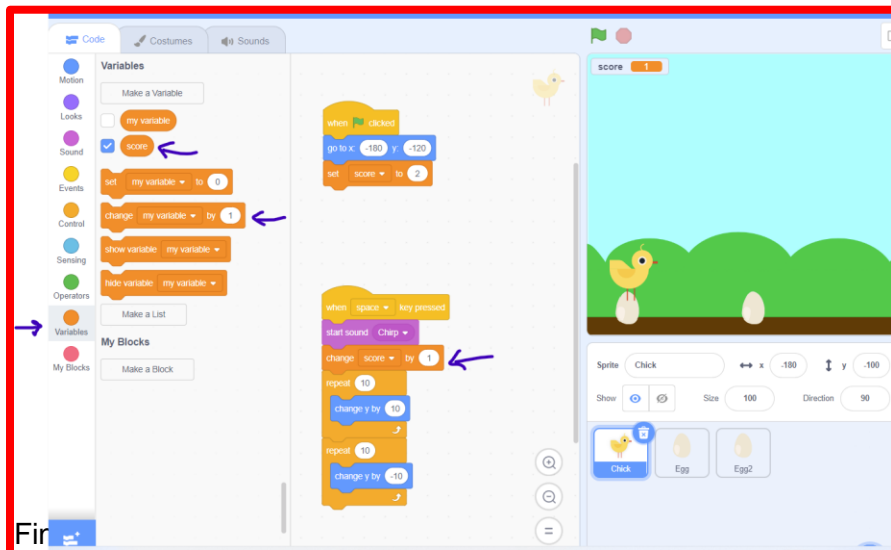 Code
Costumes
Sounds
Motion
Looks
Sound
Events
Control
Sensing
Operators
Variables
My Blocks
Variables
Make a Variable
my variable
score
set my variable to 0
change my variable by 1
show variable my variable
hide variable my variable
Make a List
My Blocks
Make a Block
when clicked
go to x: -180 y: -120
set score to 2
when space key pressed
start sound Chirp
change score by 1
repeat 10
change y by 10
repeat 10
change y by -10
score 1
Sprite Chick x -180 y -100
Show Size 100 Direction 90
Chick
Egg
Egg2